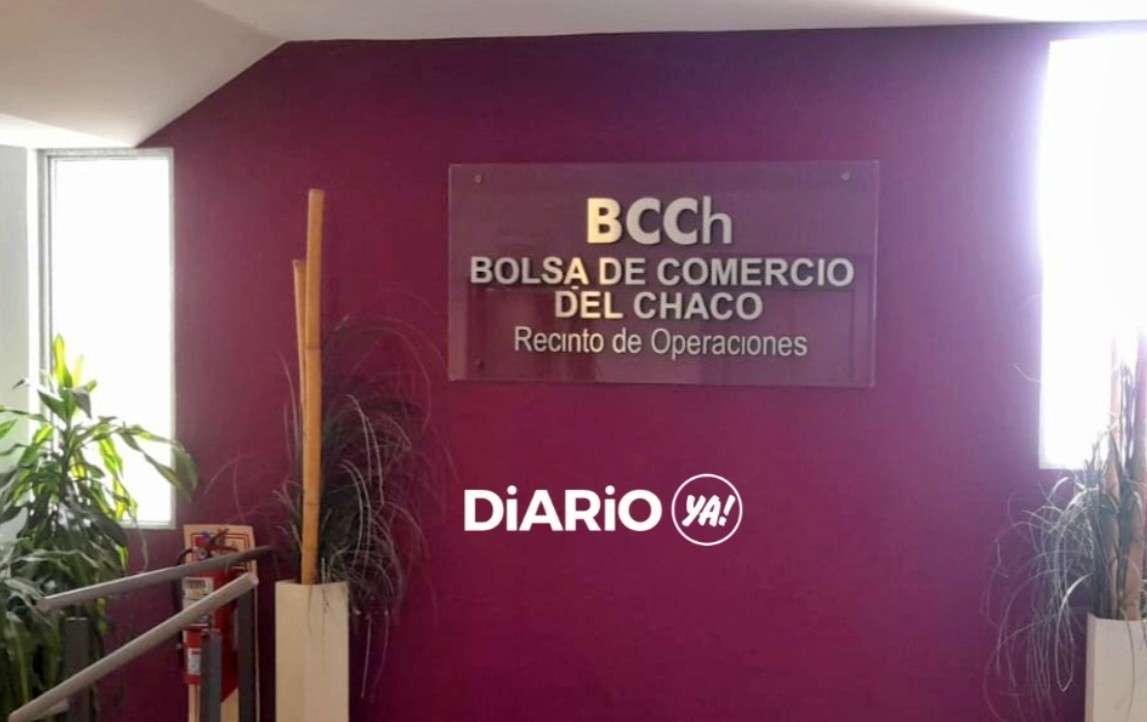 BCCh
BOLSA DE COMERCIO
DEL CHACO
Recinto de Operaciones
DiARiO YA!